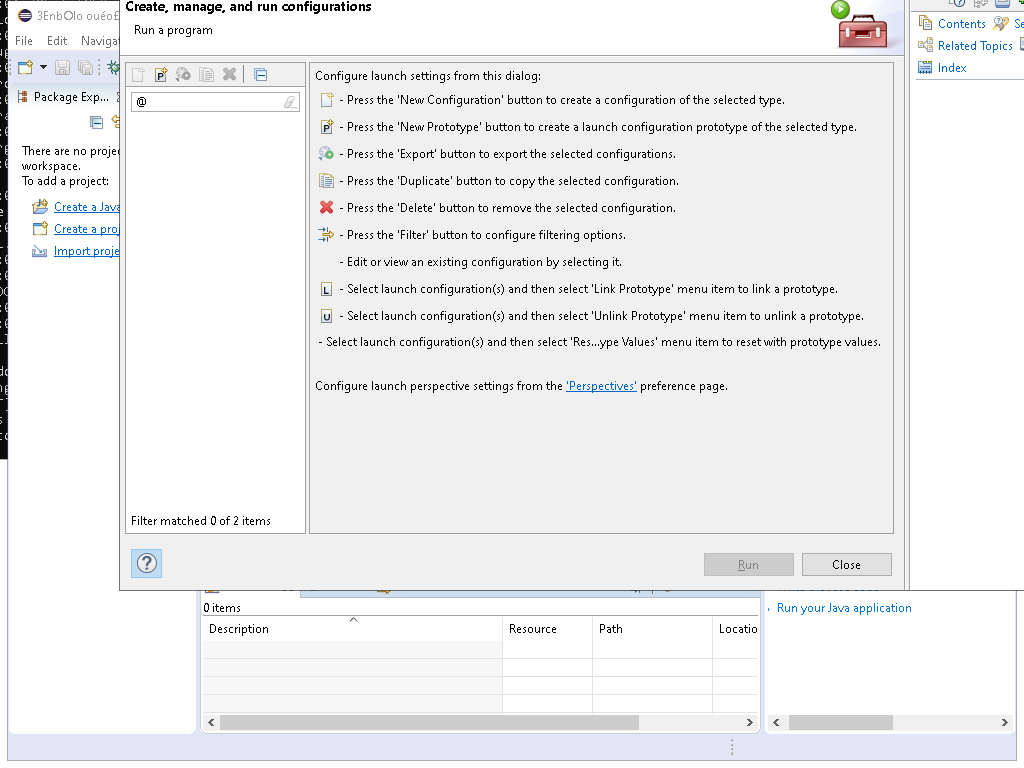 Create, manage, and run configurations
Run a program
File Edit Navigat
Package Exp...
There are no proje
workspace.
To add a project:
Create a Java
Create a proj
Import proje
@
Filter matched 0 of 2 items
Configure launch settings from this dialog:
- Press the 'New Configuration' button to create a configuration of the selected type.
P - Press the 'New Prototype' button to create a launch configuration prototype of the selected type.
- Press the 'Export' button to export the selected configurations.
- Press the 'Duplicate' button to copy the selected configuration.
- Press the 'Delete' button to remove the selected configuration.
- Press the 'Filter' button to configure filtering options.
- Edit or view an existing configuration by selecting it.
L - Select launch configuration(s) and then select 'Link Prototype' menu item to link a prototype.
U - Select launch configuration(s) and then select 'Unlink Prototype' menu item to unlink a prototype.
- Select launch configuration(s) and then select 'Res...ype Values' menu item to reset with prototype values.
Configure launch perspective settings from the 'Perspectives' preference page.
? Run Close
Contents Se
Related Topics
Index
0 items
Description Resource Path Locatio
Run your Java application